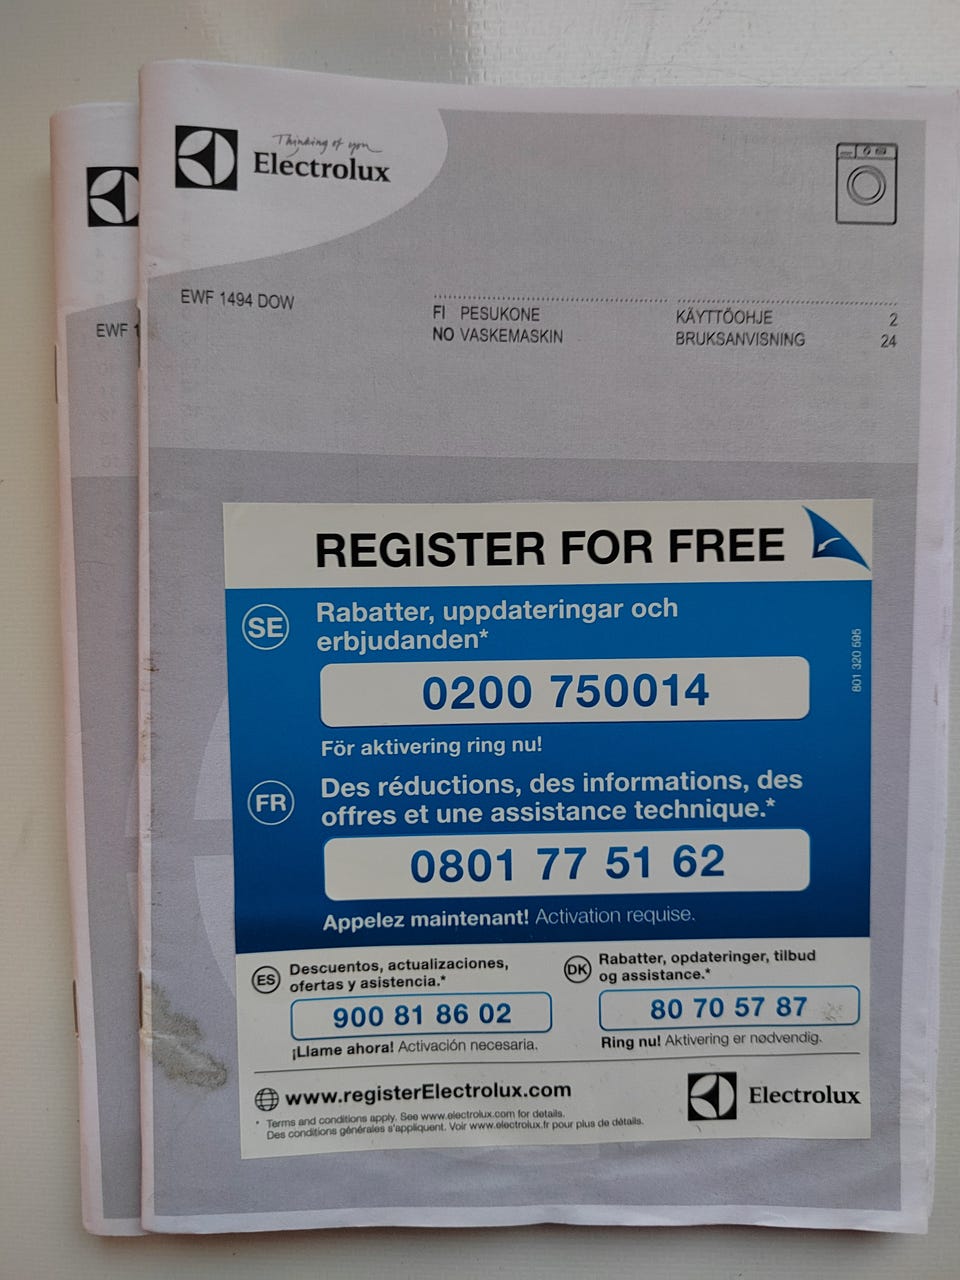 Thinking of you
Electrolux
EWF 1494 DOW
FI PESUKONE KÄYTTÖOHJE 2
NO VASKEMASKIN BRUKSANVISNING 24
EWF 1
REGISTER FOR FREE
SE
Rabatter, uppdateringar och
erbjudanden*
0200 750014
För aktivering ring nu!
801 320 595
FR
Des réductions, des informations, des
offres et une assistance technique.*
0801 77 51 62
Appelez maintenant! Activation requise.
ES
Descuentos, actualizaciones,
ofertas y asistencia.*
900 81 86 02
¡Llame ahora! Activación necesaria.
DK
Rabatter, opdateringer, tilbud
og assistance.*
80 70 57 87
Ring nu! Aktivering er nødvendig.
www.registerElectrolux.com
Electrolux
* Terms and conditions apply. See www.electrolux.com for details.
Des conditions générales s'appliquent. Voir www.electrolux.fr pour plus de détails.